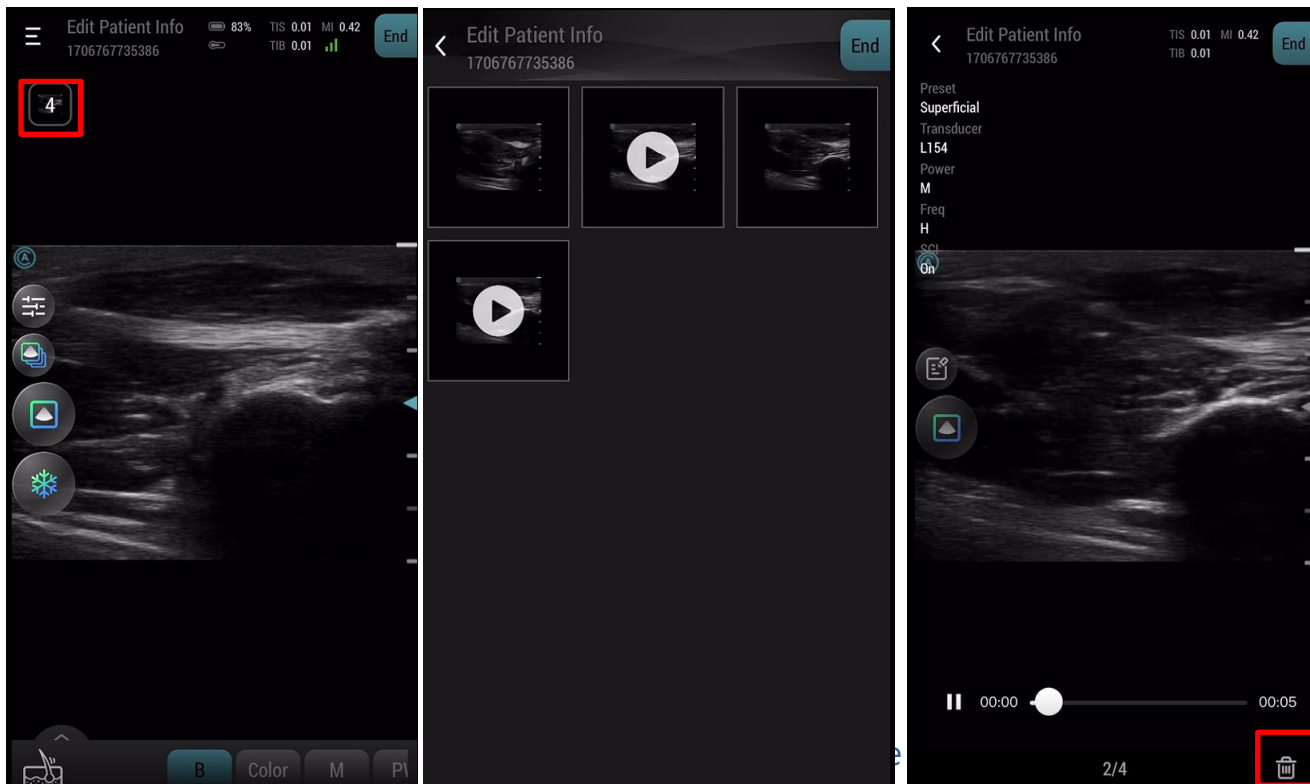 Edit Patient Info
1706767735386
83%
TIS 0.01 MI 0.42
TIB 0.01
End
4
A
B
Color
M
Edit Patient Info
1706767735386
End
Edit Patient Info
1706767735386
TIS 0.01 MI 0.42
TIB 0.01
End
Preset
Superficial
Transducer
L154
Power
M
Freq
H
SCI
On
00:00
00:05
2/4